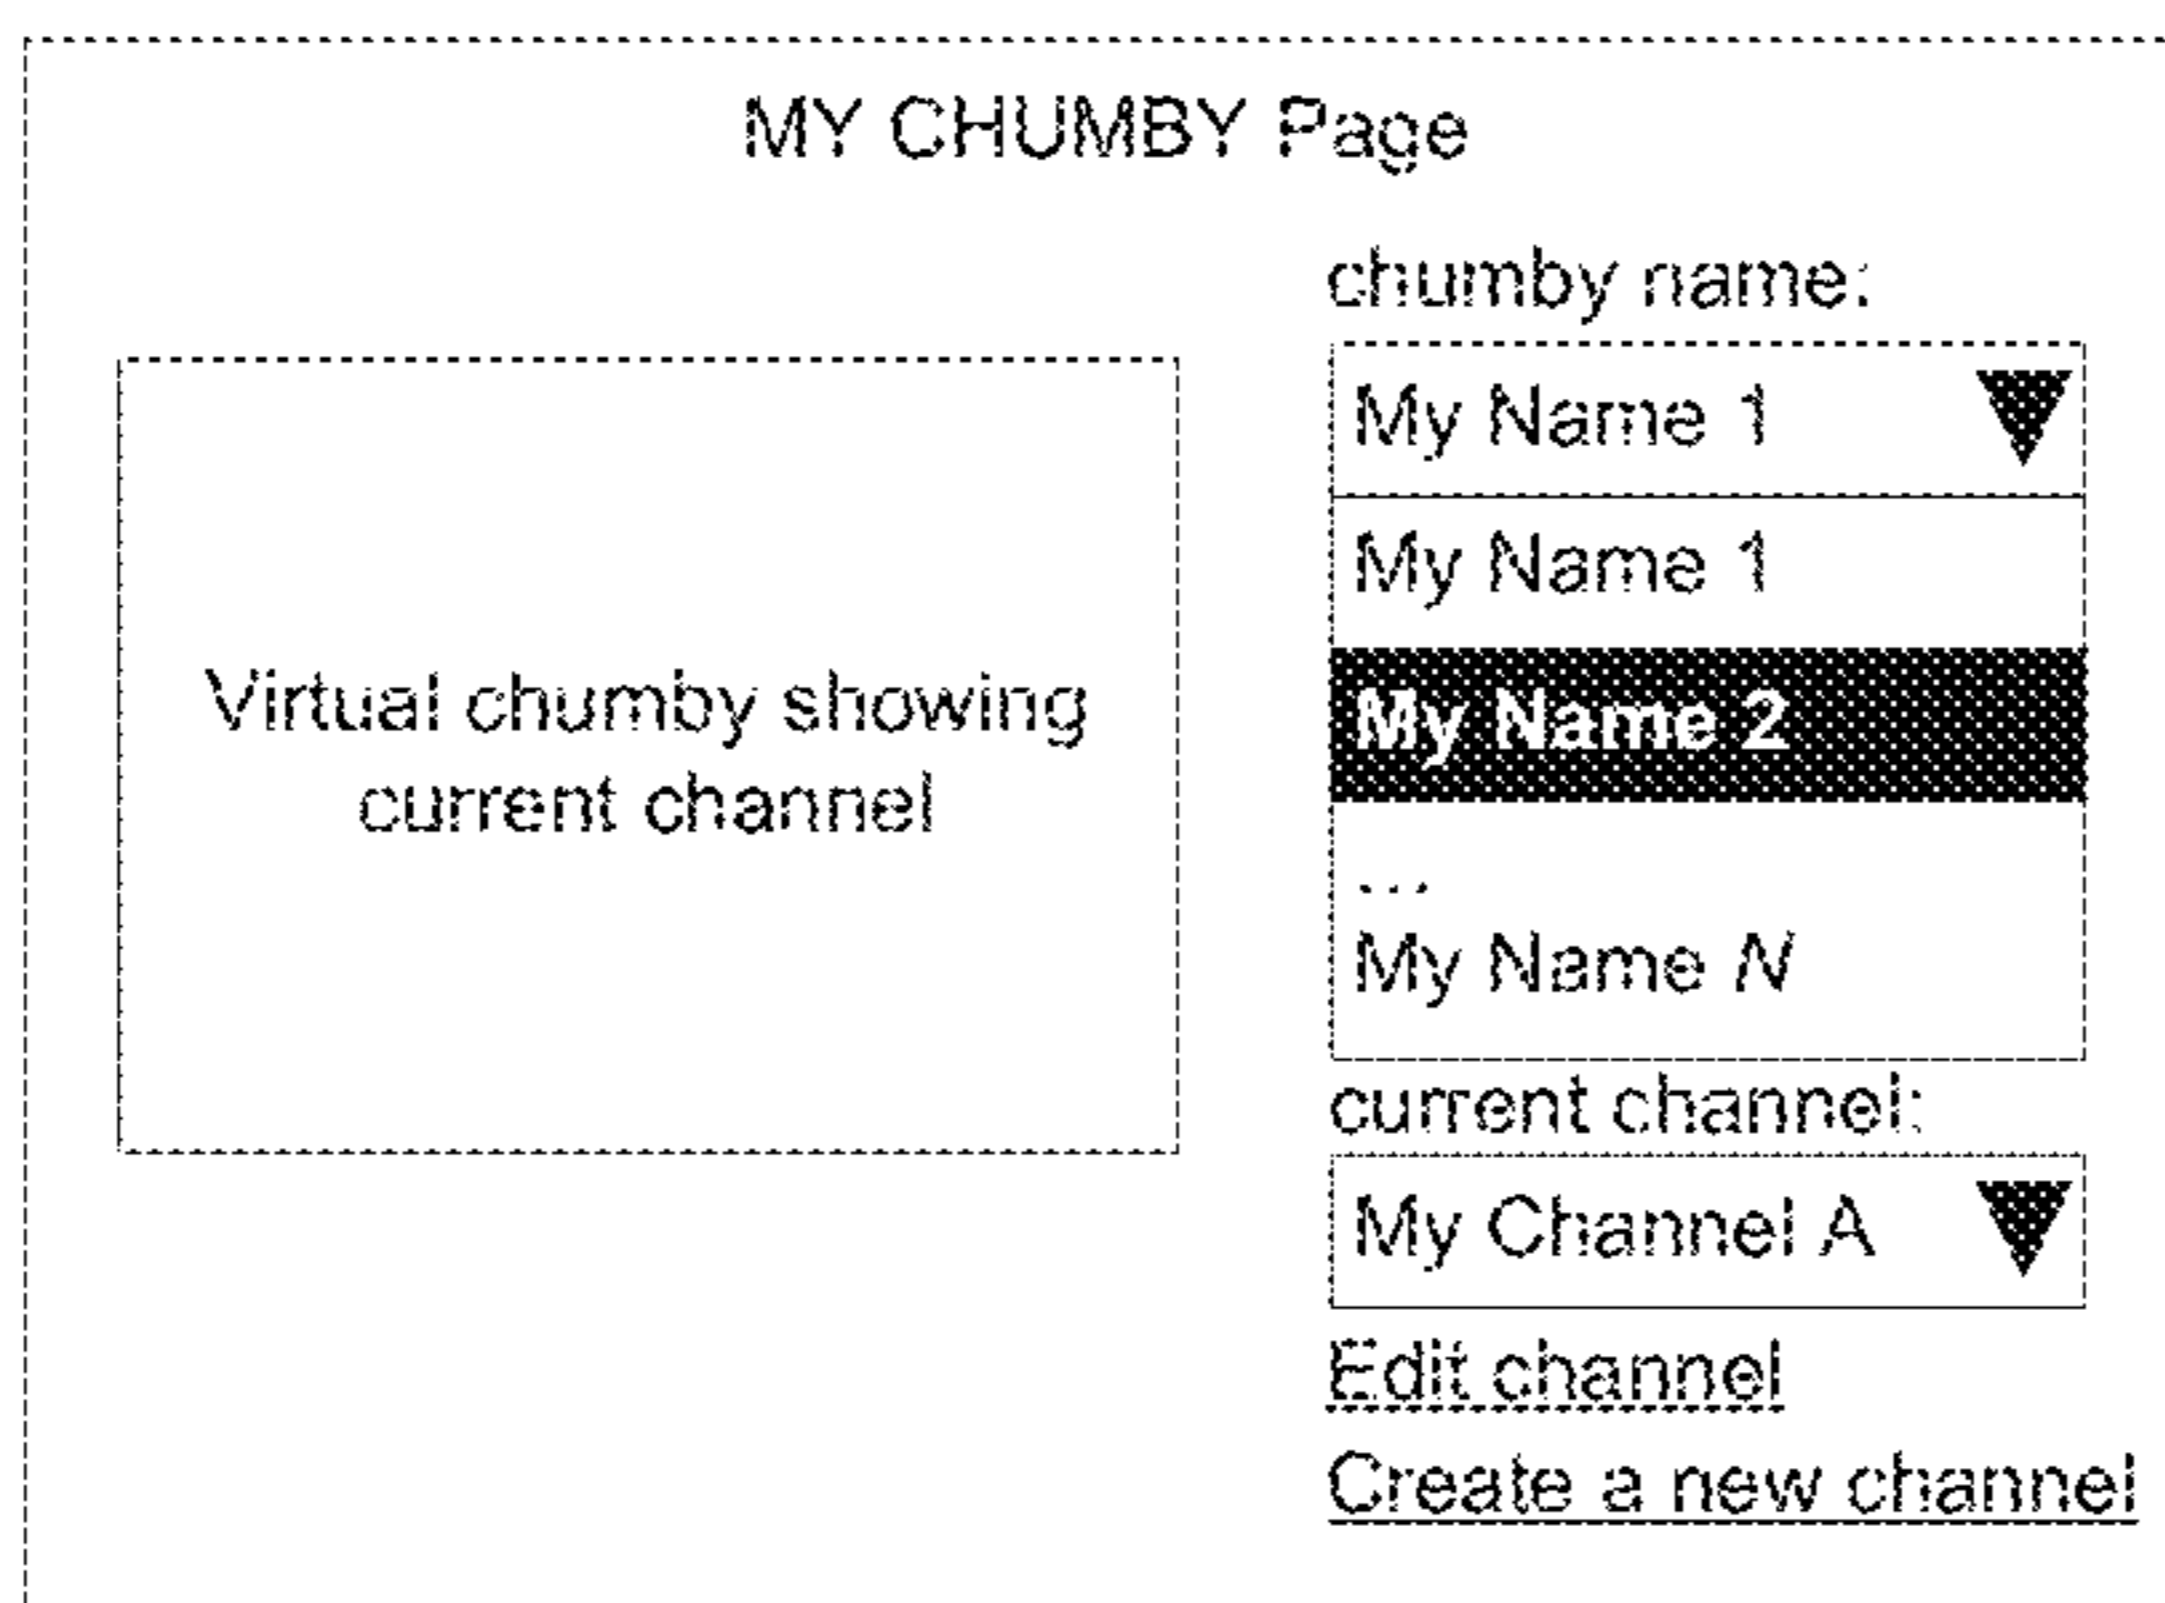 MY CHUMBY Page
Virtual chumby showing
current channel
chumby name:
My Name 1
My Name 1
My Name 2
...
My Name N
current channel:
My Channel A
Edit channel
Create a new channel